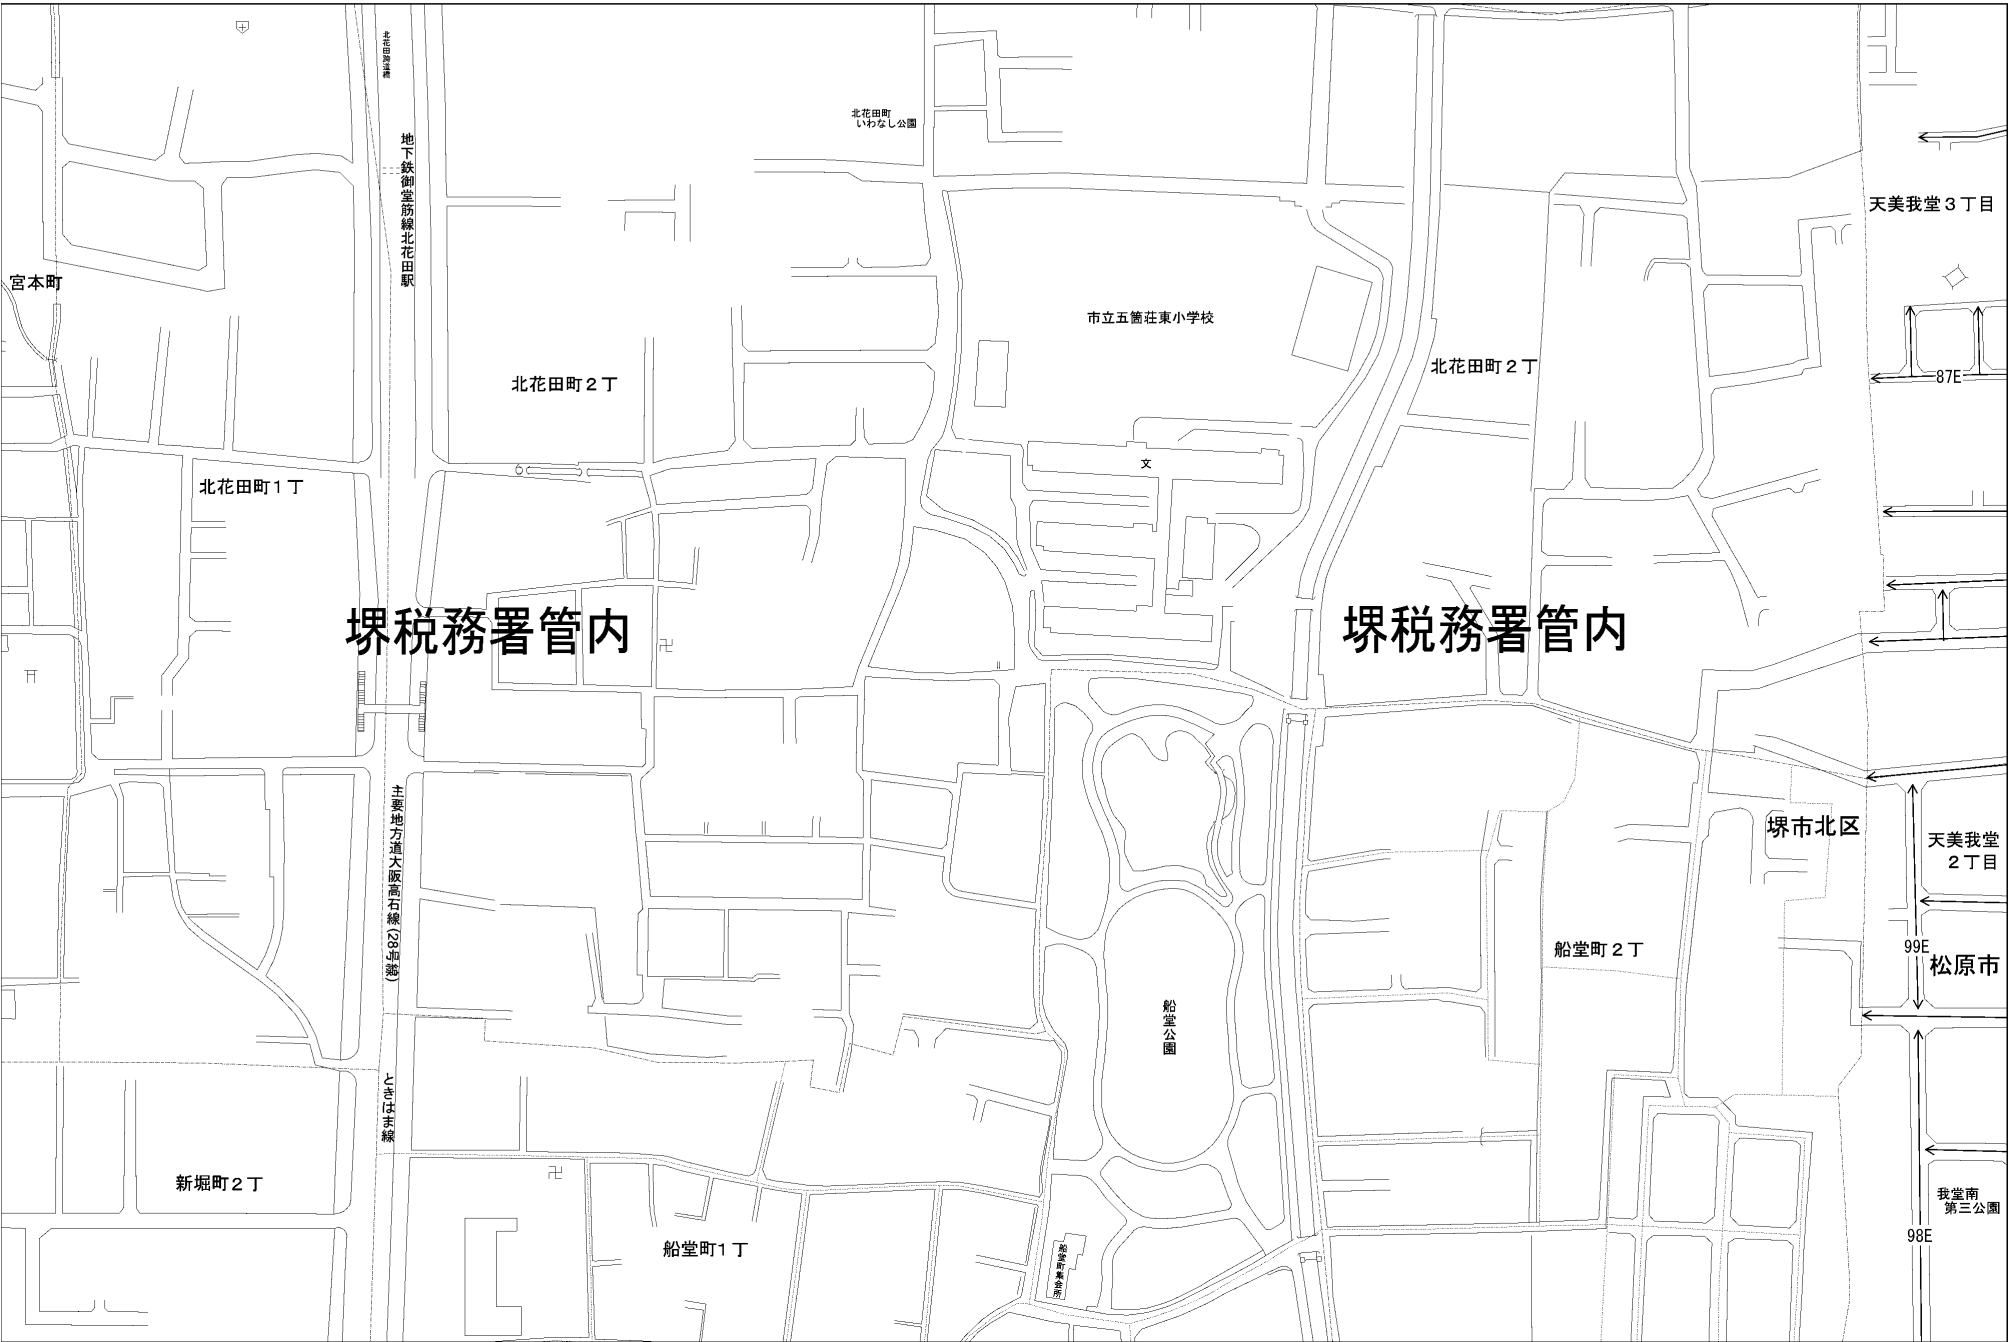 北花田跨道橋
北花田町
いわなし公園
地下鉄御堂筋線北花田駅
天美我堂3丁目
宮本町
市立五箇荘東小学校
北花田町2丁
北花田町2丁
87E
文
北花田町1丁
堺税務署管内
堺税務署管内
主要地方道大阪高石線(28号線)
堺市北区
天美我堂
2丁目
99E
船堂町2丁
松原市
船堂公園
ときはま線
新堀町2丁
我堂南
第三公園
98E
船堂町1丁
船堂町集会所